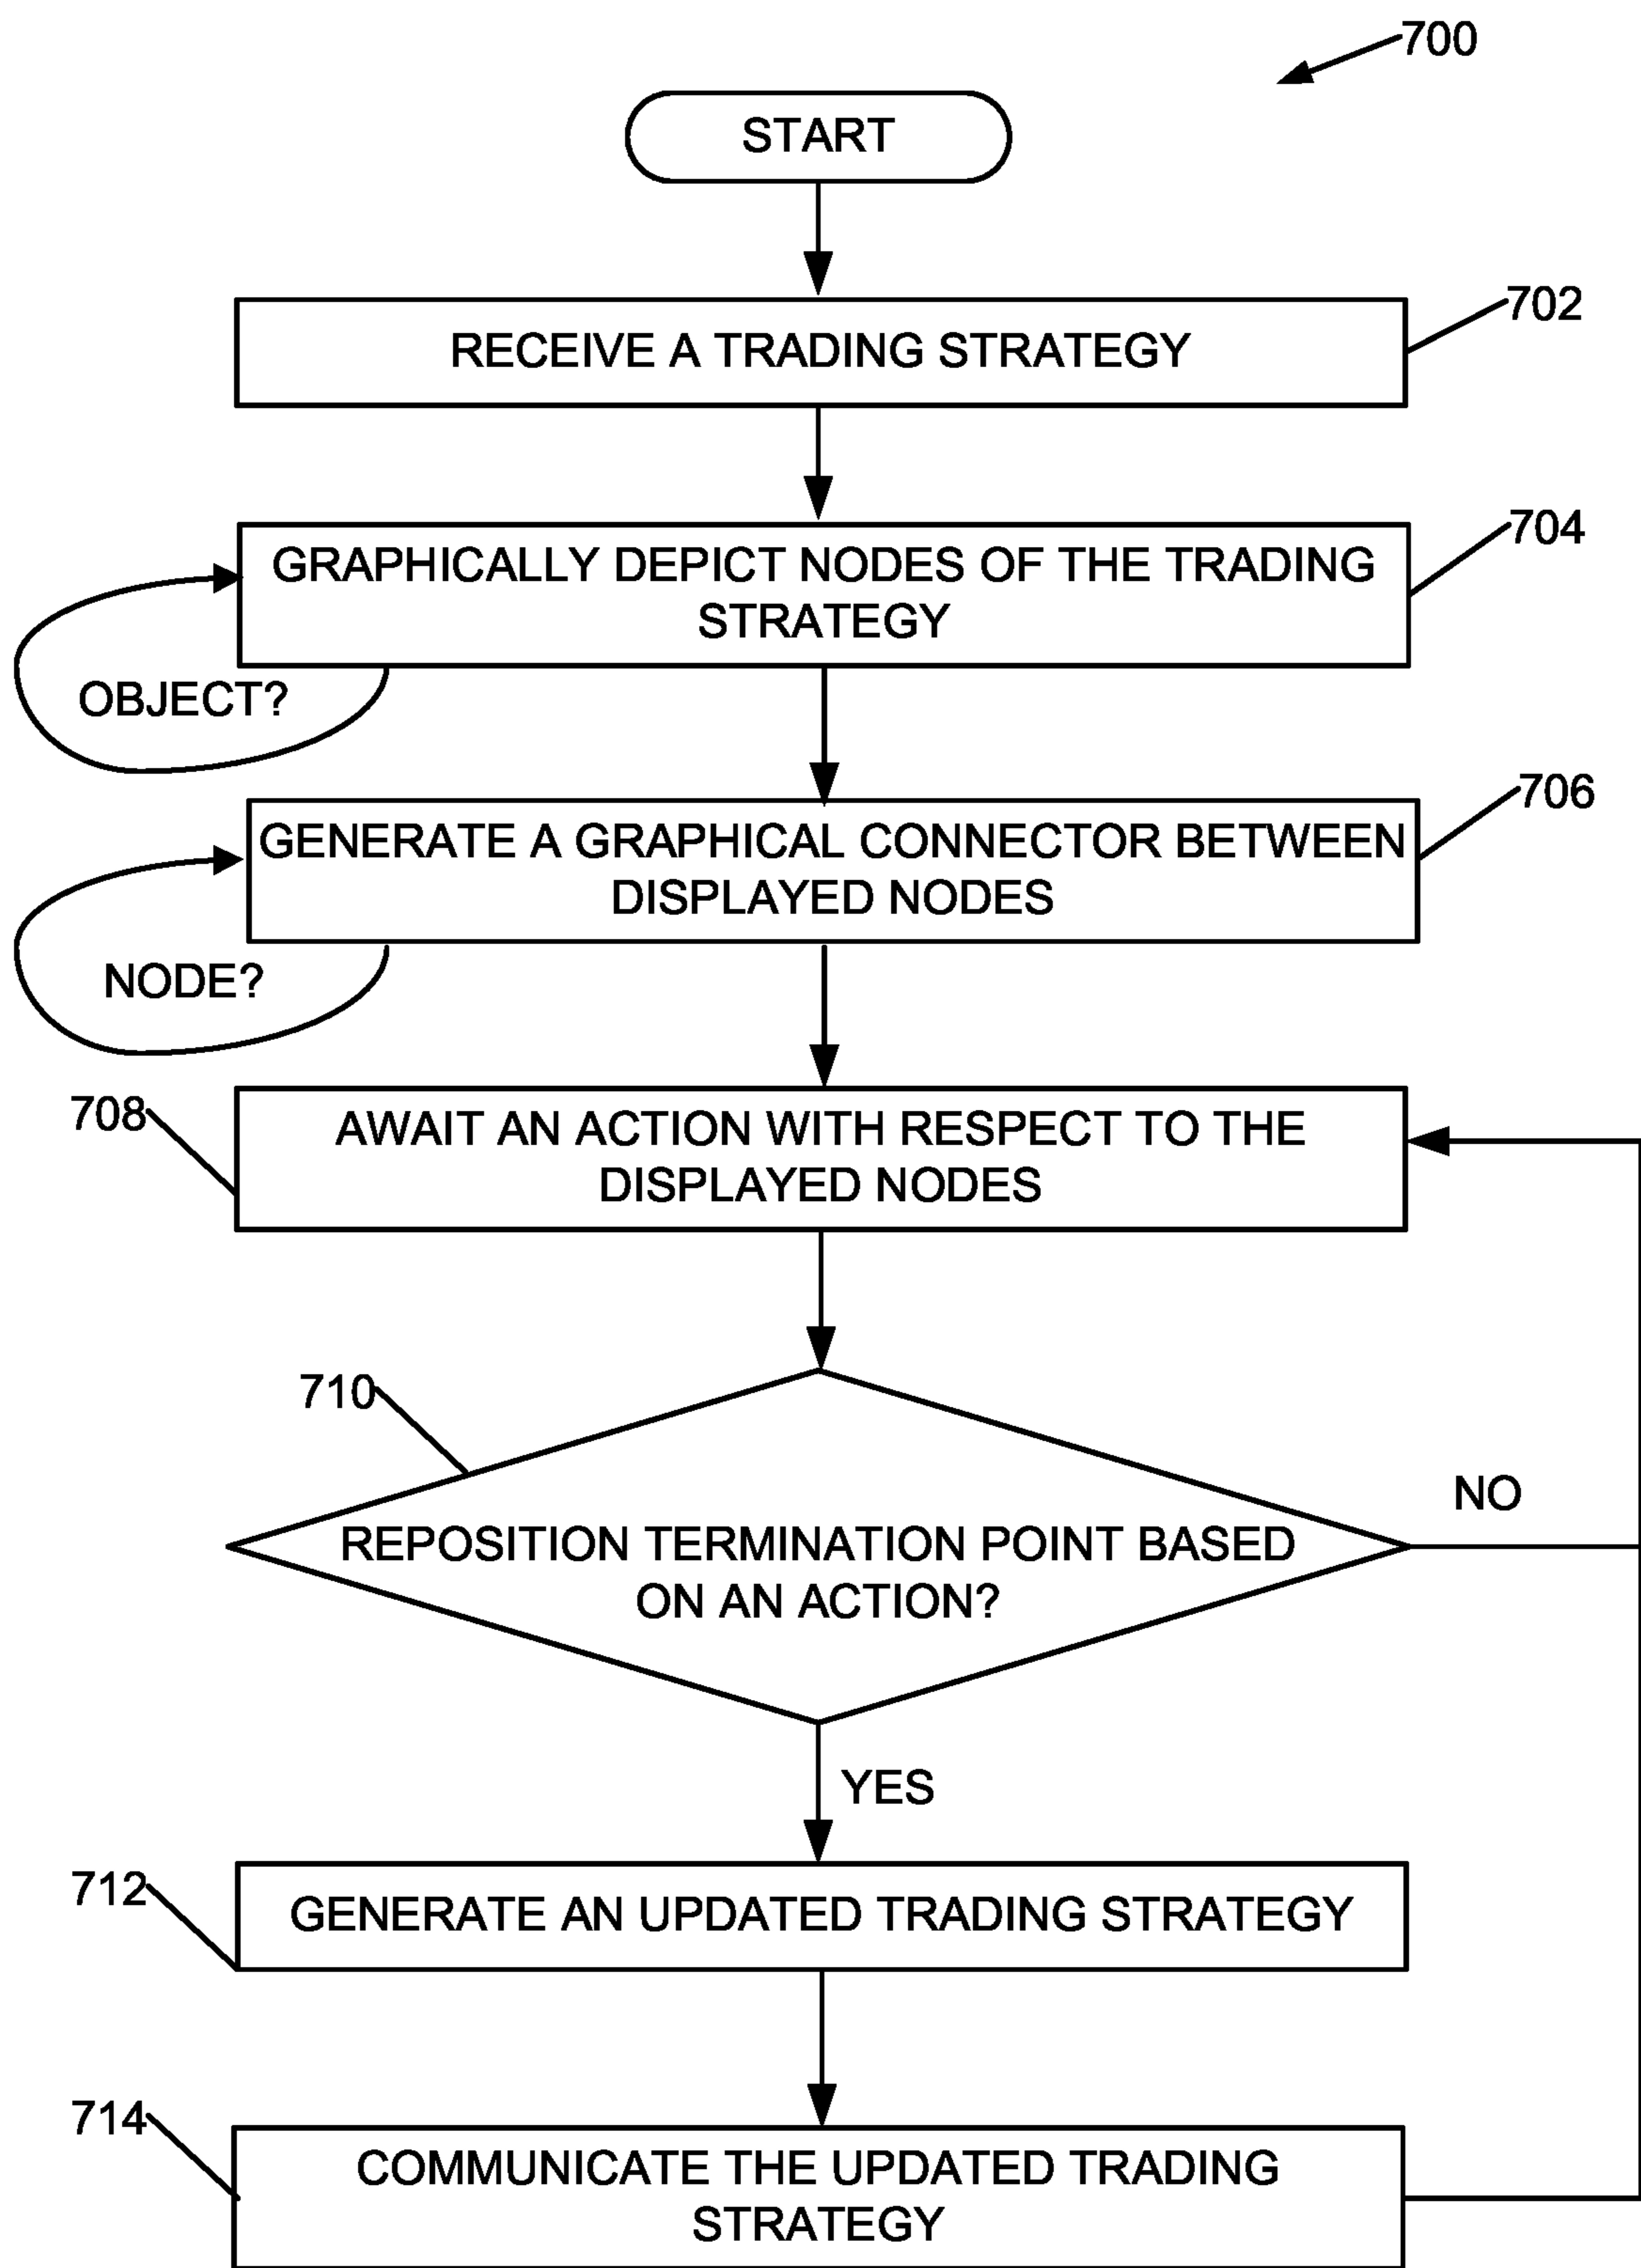 700
START
702
RECEIVE A TRADING STRATEGY
704
GRAPHICALLY DEPICT NODES OF THE TRADING
STRATEGY
OBJECT?
706
GENERATE A GRAPHICAL CONNECTOR BETWEEN
DISPLAYED NODES
NODE?
708
AWAIT AN ACTION WITH RESPECT TO THE
DISPLAYED NODES
710
NO
REPOSITION TERMINATION POINT BASED
ON AN ACTION?
YES
712
GENERATE AN UPDATED TRADING STRATEGY
714
COMMUNICATE THE UPDATED TRADING
STRATEGY